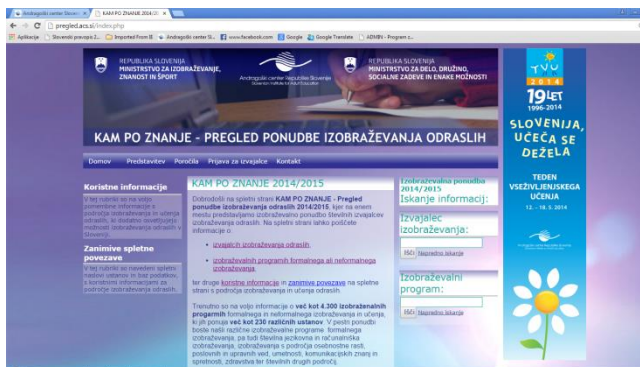 Andragoški center Sloven
KAM PO ZNANJE 2014/20
pregled.acs.si/Index.php
Aplikacije
Slovenski pravopis 2...
Imported From IE
Andragoški center Sl...
www.facebook.com
Google
Google Translate
ADMIN - Program z...
REPUBLIKA SLOVENIJA
MINISTRSTVO ZA IZOBRAŽEVANJE,
ZNANOST IN ŠPORT
Andragoški center Republike Slovenije
Slovenian Institute for Adult Education
REPUBLIKA SLOVENIJA
MINISTRSTVO ZA DELO, DRUŽINO,
SOCIALNE ZADEVE IN ENAKE MOŽNOSTI
KAM PO ZNANJE - PREGLED PONUDBE IZOBRAŽEVANJA ODRASLIH
Domov Predstavitev Poročila Prijava za izvajalce Kontakt
Koristne informacije
V tej rubriki so na voljo
pomembne informacije s
področja izobraževanja in učenja
odraslih, ki dodatno osvetljujejo
možnosti izobraževanja odraslih v
Sloveniji.
Zanimive spletne
povezave
V tej rubriki so navedeni spletni
naslovi ustanov in baz podatkov,
s koristnimi informacijami za
področje izobraževanja odraslih.
KAM PO ZNANJE 2014/2015
Dobrodošli na spletni strani KAM PO ZNANJE - Pregled
ponudbe izobraževanja odraslih 2014/2015, kjer na enem
mestu predstavljamo izobraževalno ponudbo številnih izvajalcev
izobraževanja odraslih. Na spletni strani lahko poiščete
informacije o:
izvajalcih izobraževanja odraslih,
izobraževalnih programih formalnega ali neformalnega
izobraževanja,
ter druge koristne informacije in zanimive povezave na spletne
strani s področja izobraževanja in učenja odraslih.
Trenutno so na voljo informacije o več kot 4.300 izobraževalnih
progarmih formalnega in neformalnega izobraževanja in učenja,
ki jih ponuja več kot 230 različnih ustanov. V pestri ponudbi
boste našli različne izobraževalne programe formalnega
izobraževanja, pa tudi številna jezikovna in računalniška
izobraževanja, izobraževanja s področja osebnostne rasti,
poslovnih in upravnih ved, umetnosti, komunikacijskih znanj in
spretnosti, zdravstva ter številnih drugih področij.
Izobraževalna ponudba
2014/2015
Iskanje informacij:
Izvajalec
izobraževanja:
Išči Napredno iskanje
Izobraževalni
program:
Išči Napredno iskanje
TVU
2014
19 LET
1996-2014
SLOVENIJA,
UČEČA SE
DEŽELA
TEDEN
VSEŽIVLJENJSKEGA
UČENJA
12. - 18. 5. 2014